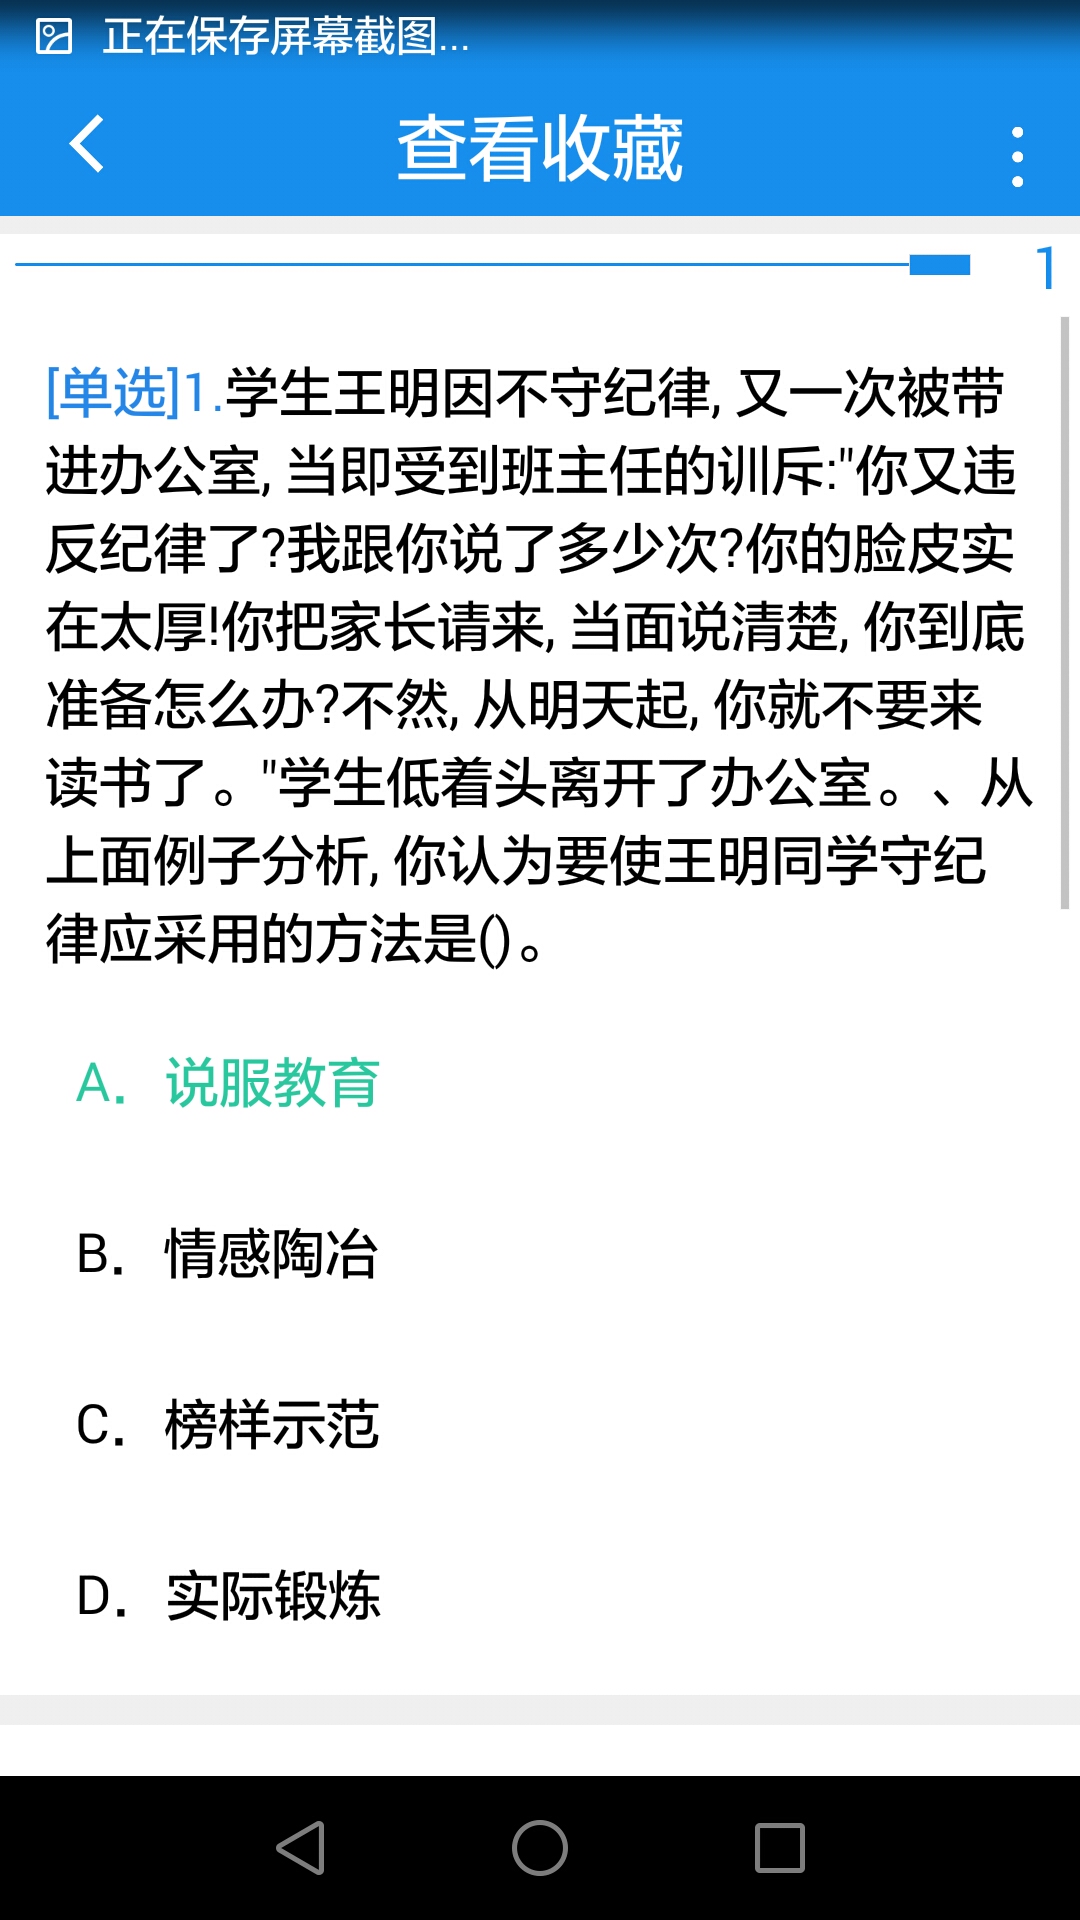 正在保存屏幕截图...
查看收藏
1
[单选]1.学生王明因不守纪律,又一次被带
进办公室,当即受到班主任的训斥:"你又违
反纪律了?我跟你说了多少次?你的脸皮实
在太厚!你把家长请来,当面说清楚,你到底
准备怎么办?不然,从明天起,你就不要来
读书了。"学生低着头离开了办公室。、从
上面例子分析,你认为要使王明同学守纪
律应采用的方法是()。
A. 说服教育
B. 情感陶冶
C. 榜样示范
D. 实际锻炼